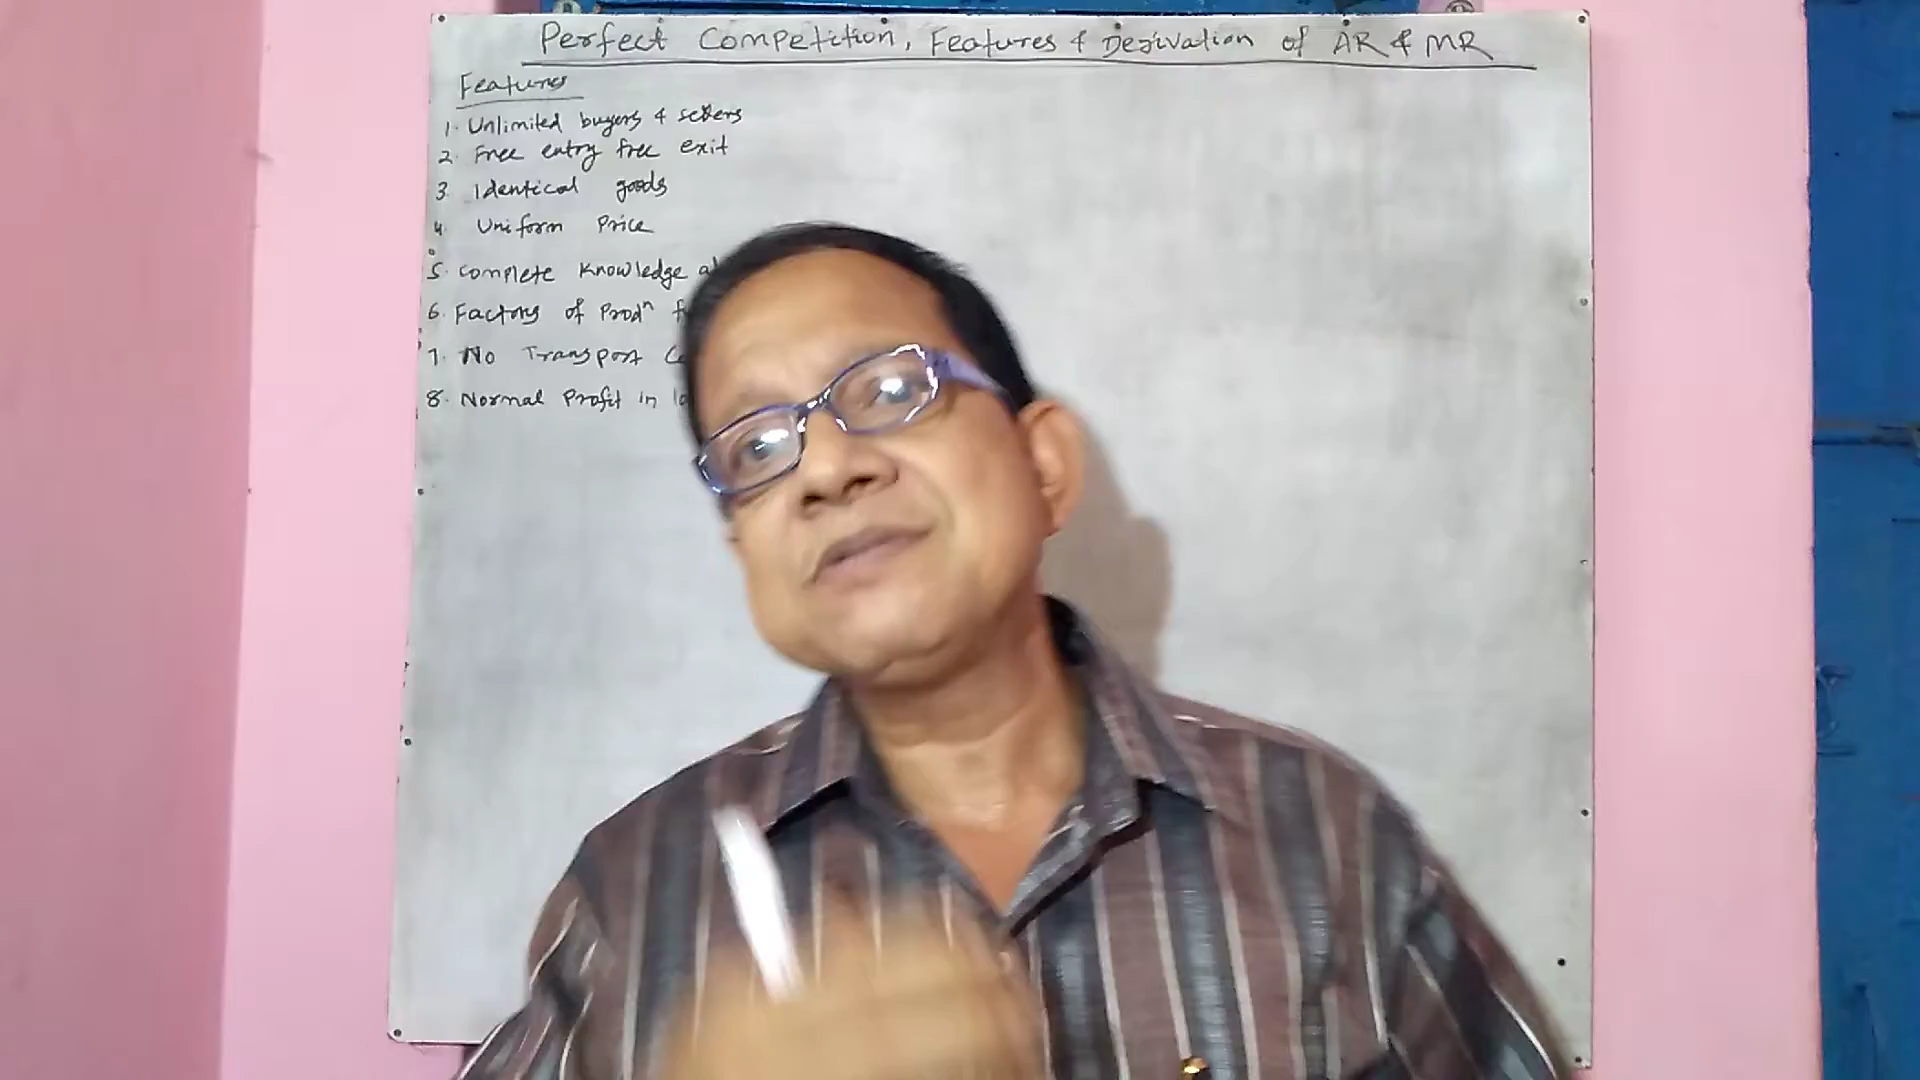 Perfect Competition, Features & Derivation of AR & MR
Features
1. Unlimited buyers & sellers
2. Free entry free exit
3. Identical goods
4. Uniform Price
5. Complete Knowledge
6. Factors of Prodⁿ
7. No Transport
8. Normal Profit in